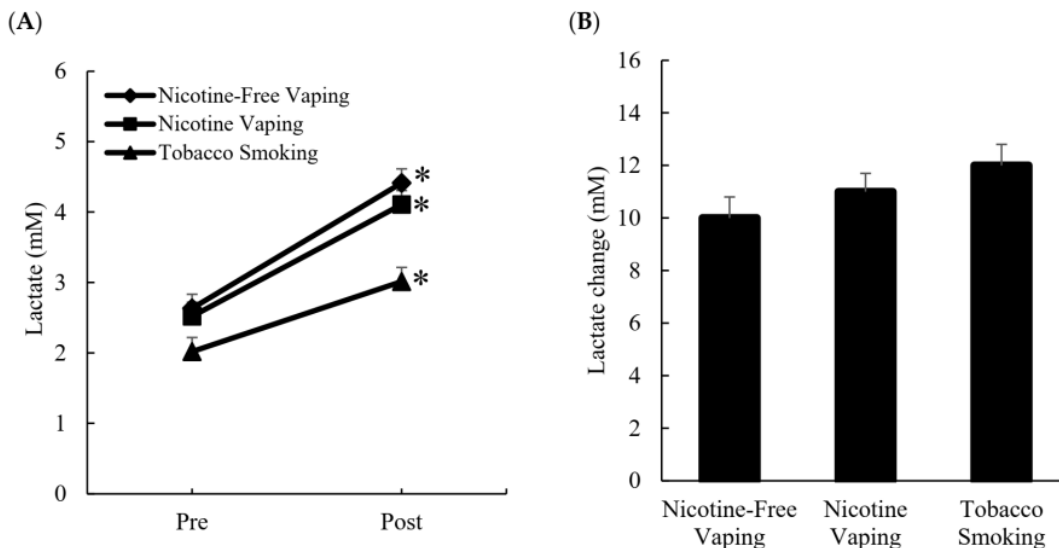 (A)
Lactate (mM)
6
5
4
3
2
1
0
Nicotine-Free Vaping
Nicotine Vaping
Tobacco Smoking
*
*
*
Pre Post
(B)
Lactate change (mM)
16
14
12
10
8
6
4
2
0
Nicotine-Free
Vaping
Nicotine
Vaping
Tobacco
Smoking